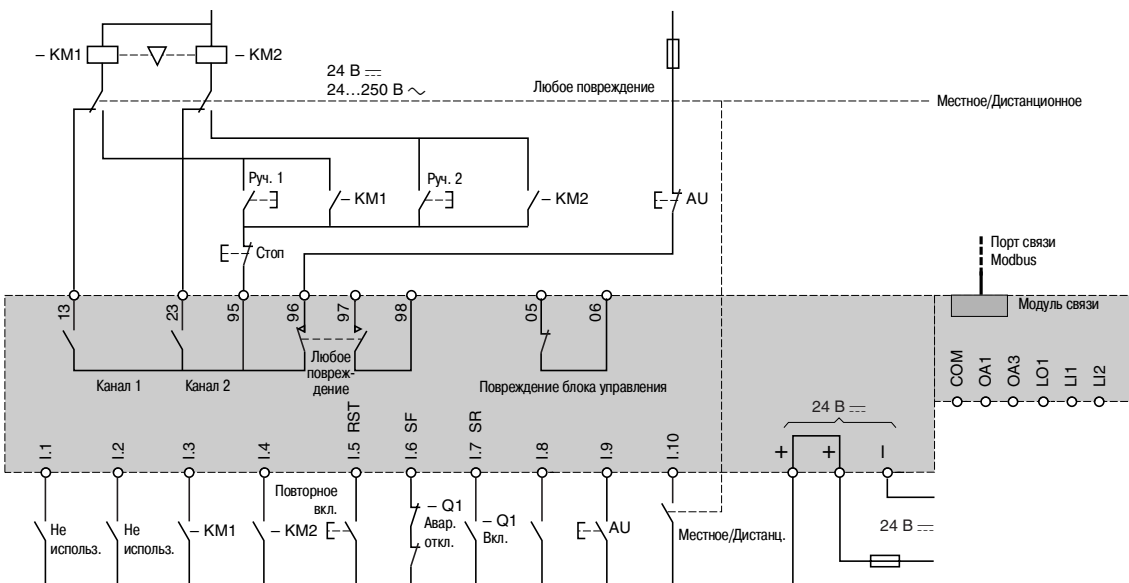 – KM1
– KM2
24 В
24...250 В
Любое повреждение
Местное/Дистанционное
Руч. 1
– KM1
Руч. 2
– KM2
AU
Стоп
Порт связи
Modbus
Модуль связи
13
23
95
96
97
98
05
06
Канал 1
Канал 2
Любое
повреж-
дение
Повреждение блока управления
COM
OA1
OA3
LO1
LI1
LI2
24 В
I.1
I.2
I.3
I.4
I.5 RST
I.6 SF
I.7 SR
I.8
I.9
I.10
+
+
I
Не
использ.
Не
использ.
– KM1
– KM2
Повторное
вкл.
– Q1
Авар.
откл.
– Q1
Вкл.
AU
Местное/Дистанц.
24 В